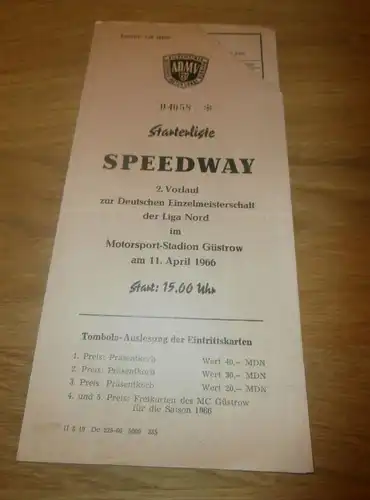 ADMV
04058 *
Starterliste
SPEEDWAY
2. Vorlauf
zur Deutschen Einzelmeisterschaft
der Liga Nord
im
Motorsport-Stadion Güstrow
am 11. April 1966
Start: 15.00 Uhr
Tombola-Auslosung der Eintrittskarten
1. Preis: Präsentkorb Wert 40,- MDN
2. Preis: Präsentkorb Wert 30,- MDN
3. Preis Präsentkorb Wert 20,- MDN
4. und 5. Preis: Freikarten des MC Güstrow
für die Saison 1966